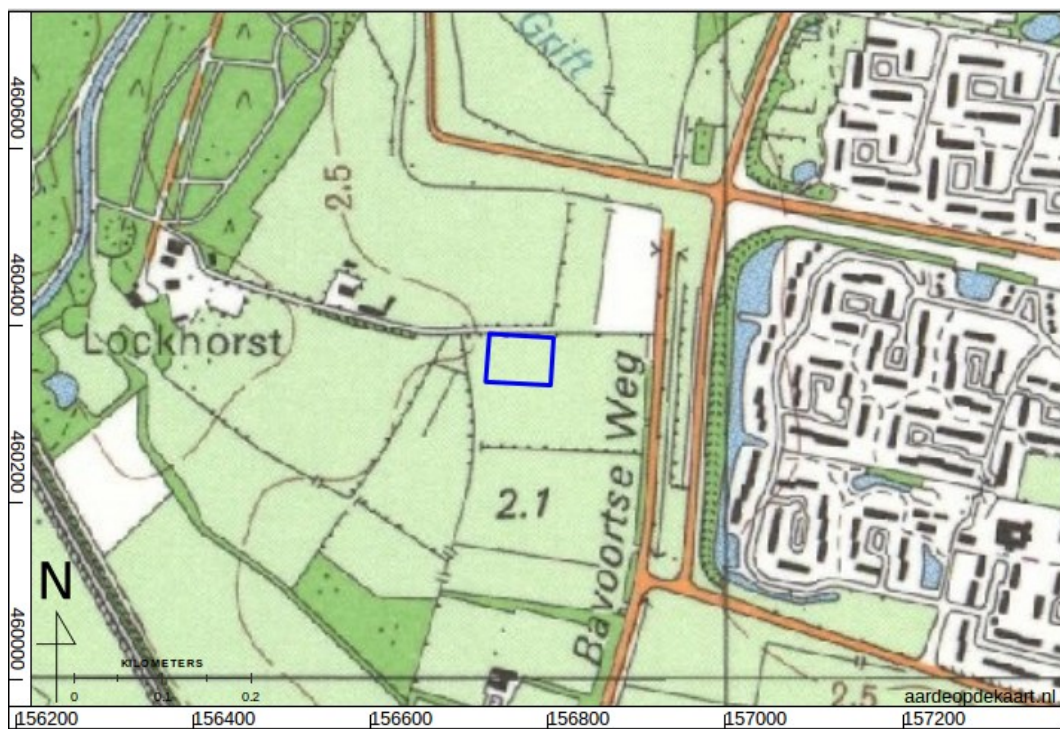 Grift
460600
2.5
460400
Lockhorst
Bavoortse Weg
460200
2.1
N
460000
KILOMETERS
0 0.1 0.2
2.5
aardeopdekaart.nl
156200 156400 156600 156800 157000 157200